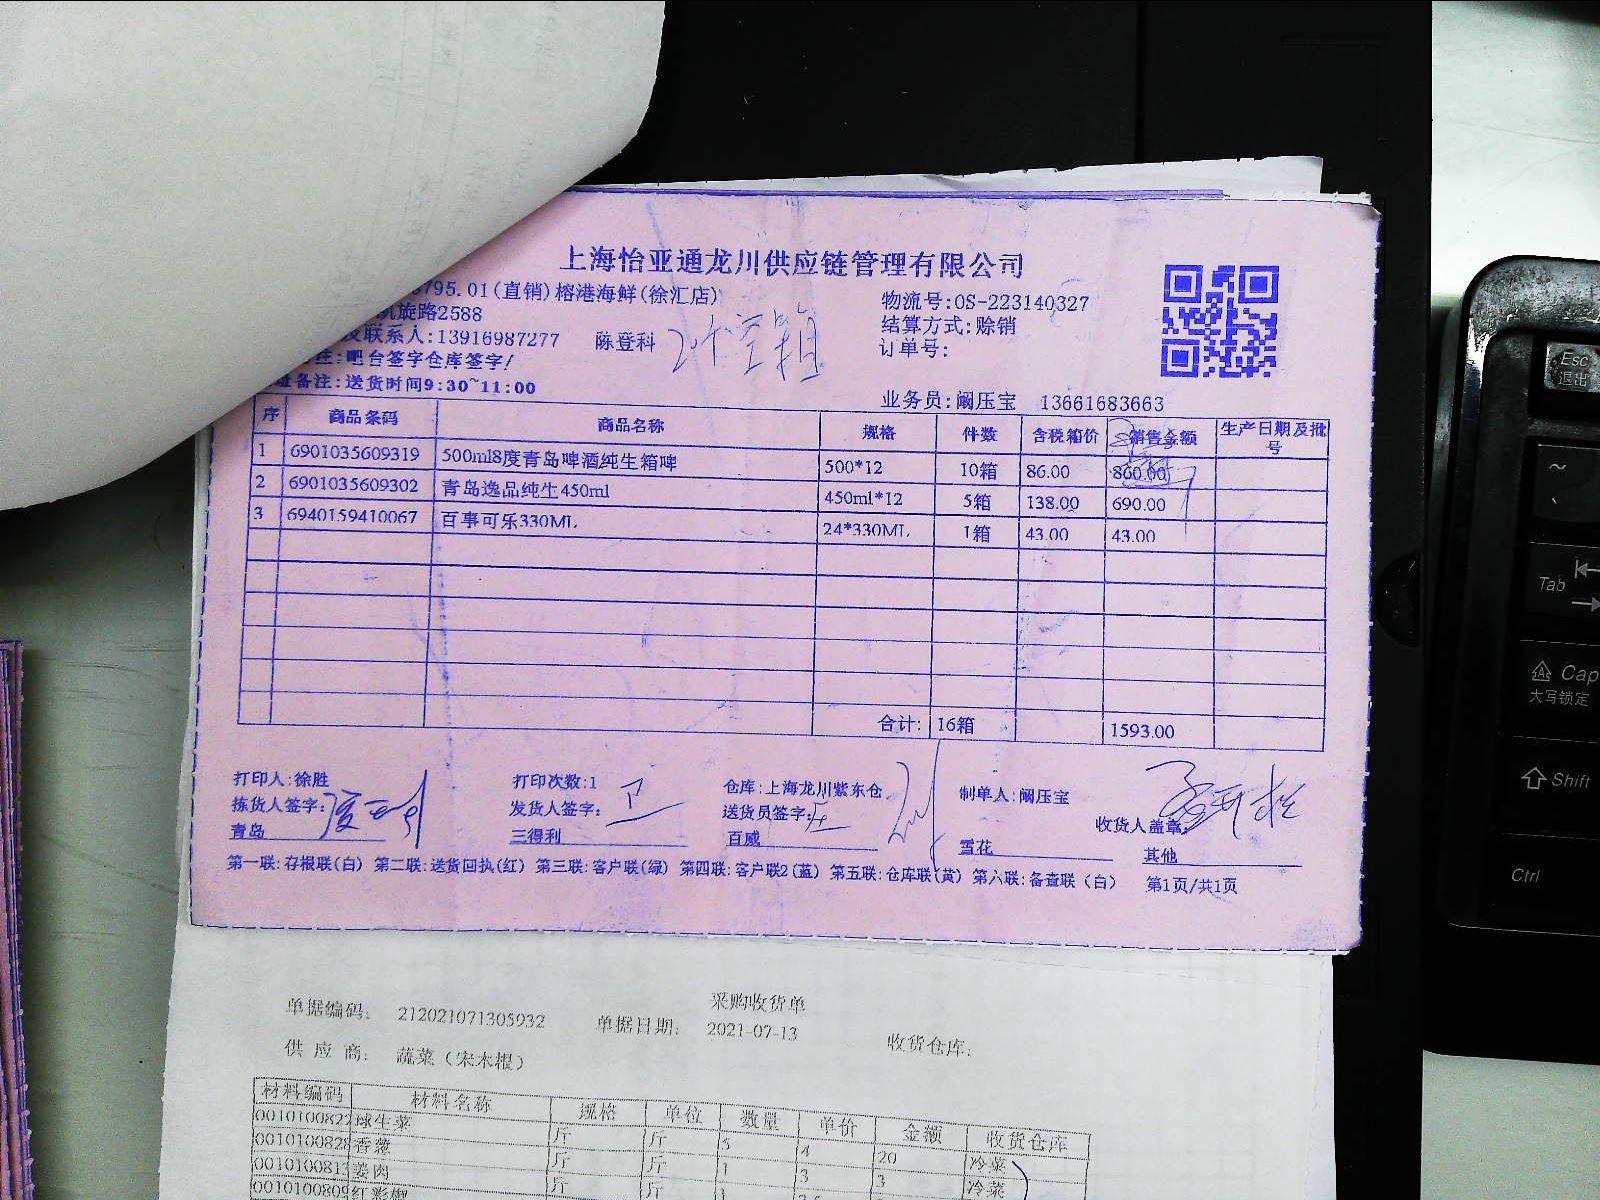 上海怡亚通龙川供应链管理有限公司
795.01(直销)榕港海鲜(徐汇店)
物流号:OS-223140327
旋路2588
结算方式:赊销
联系人:13916987277 陈登科
订单号:
吧台签字仓库签字!
备注:送货时间9:30~11:00
业务员:阚压宝 13661683663
序 商品条码 商品名称 规格 件数 含税箱价 销售金额 生产日期及批号
1 6901035609319 500ml8度青岛啤酒纯生箱啤 500*12 10箱 86.00 860.00
2 6901035609302 青岛逸品纯生450ml 450ml*12 5箱 138.00 690.00
3 6940159410067 百事可乐330ML 24*330ML 1箱 43.00 43.00
合计: 16箱 1593.00
打印人:徐胜 打印次数:1 仓库:上海龙川紫东仓 制单人:阚压宝
拣货人签字: 发货人签字: 送货员签字: 收货人盖章:
青岛 三得利 百威 雪花 其他
第一联:存根联(白) 第二联:送货回执(红) 第三联:客户联(绿) 第四联:客户联2(蓝) 第五联:仓库联(黄) 第六联:备查联(白) 第1页/共1页
采购收货单
单据编码: 212021071305932 单据日期: 2021-07-13 收货仓库:
供应商: 蔬菜(宋木根)
材料编码 材料名称 规格 单位 数量 单价 金额 收货仓库
0010100822 球生菜 斤 斤 5 4 20 冷菜
0010100828 香葱 斤 斤 1 3 3 冷菜
001010081 姜肉 斤 斤
0010100809 红彩椒